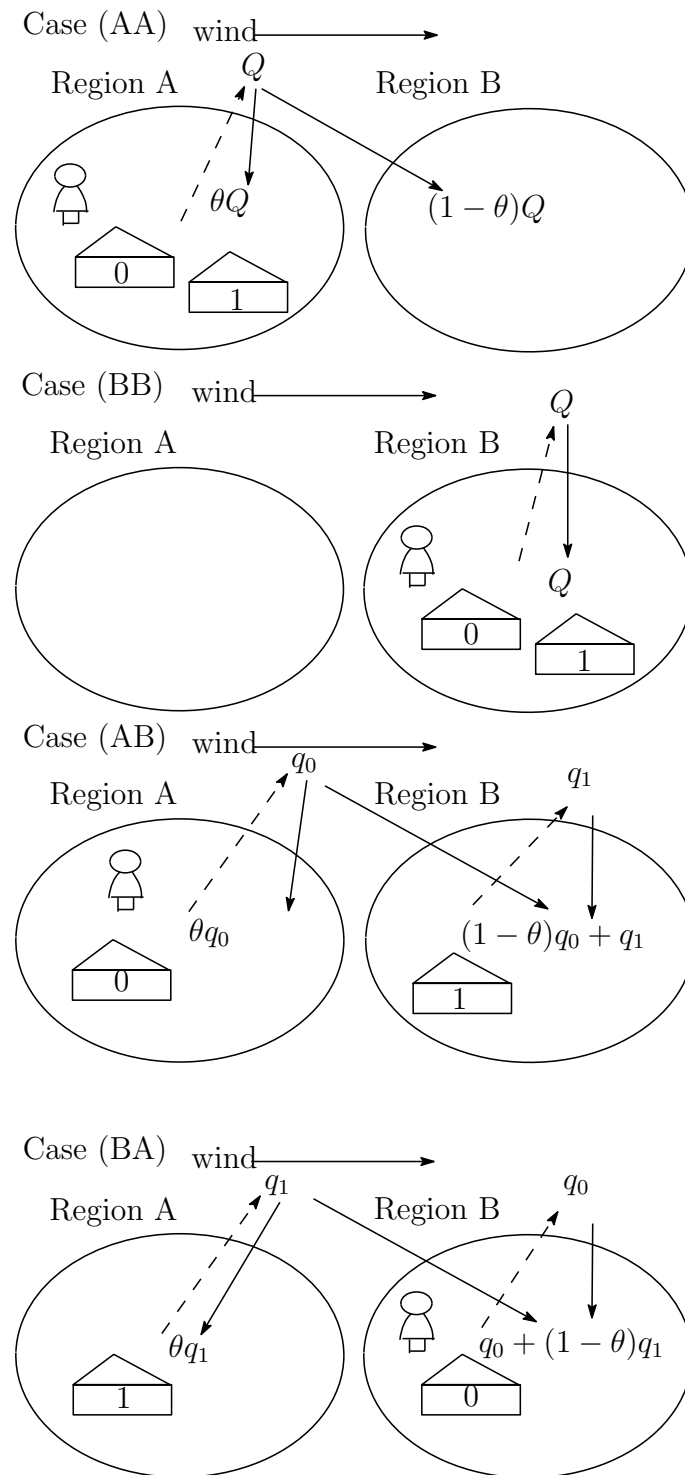 Case (AA) wind
Q
Region A Region B
θQ (1 − θ)Q
0
1
Case (BB) wind
Q
Region A Region B
Q
0
1
Case (AB) wind
q₀ q₁
Region A Region B
θq₀ (1 − θ)q₀ + q₁
0 1
Case (BA) wind
q₁ q₀
Region A Region B
θq₁ q₀ + (1 − θ)q₁
1 0